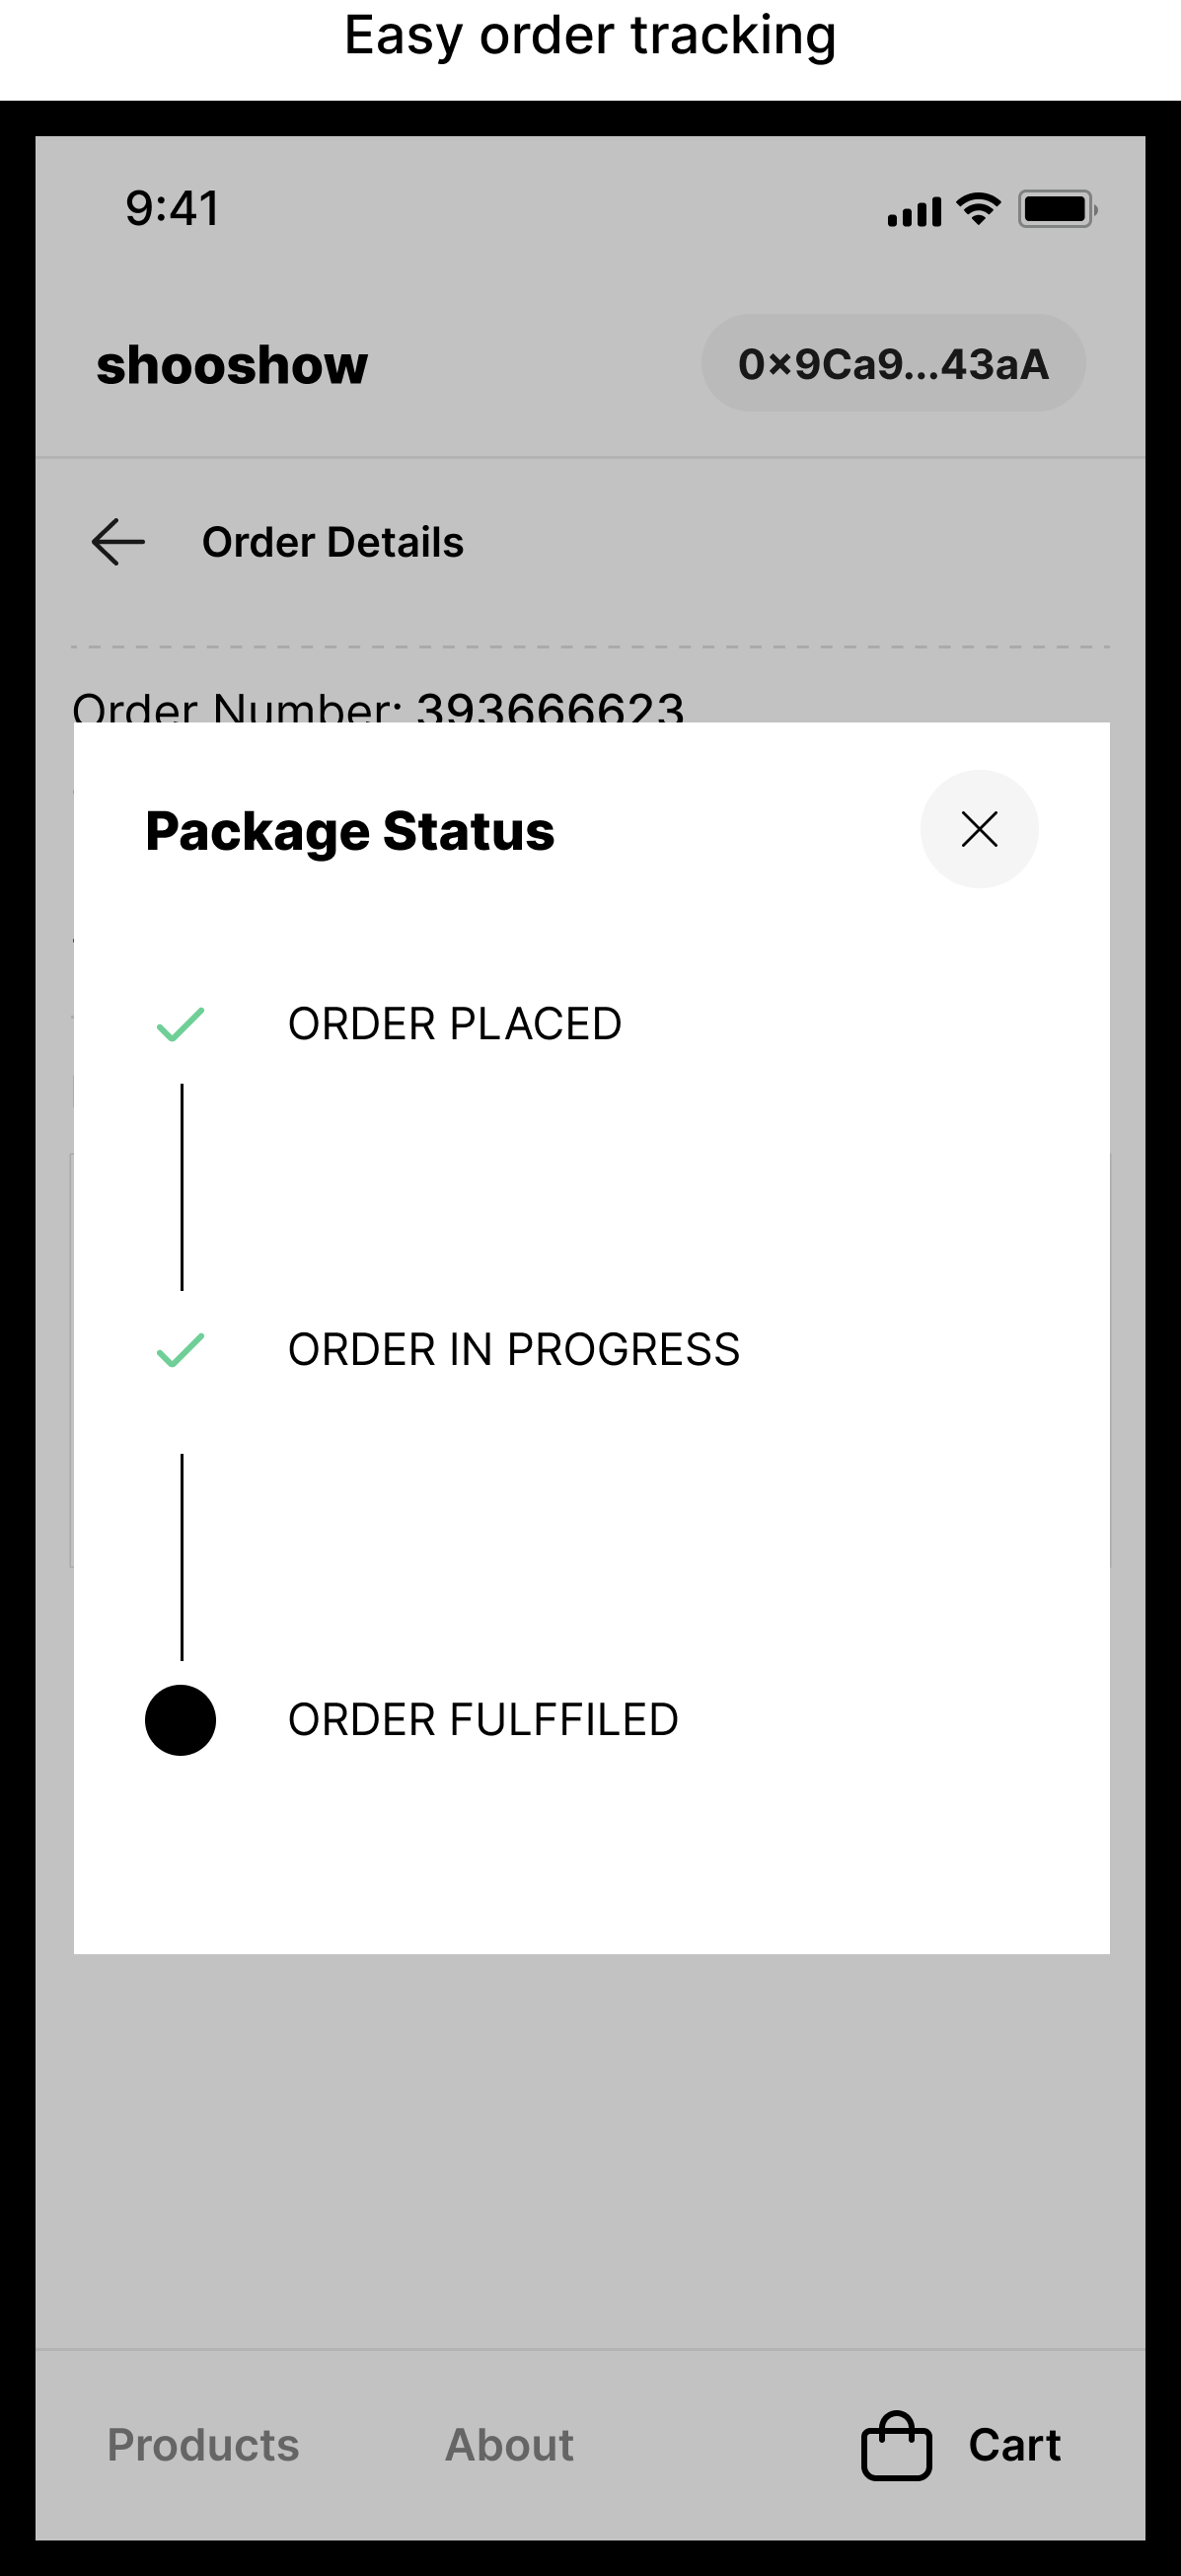 Easy order tracking
9:41
shooshow
0×9Ca9...43aA
Order Details
Order Number: 393666623
Package Status
ORDER PLACED
ORDER IN PROGRESS
ORDER FULFFILED
Products
About
Cart